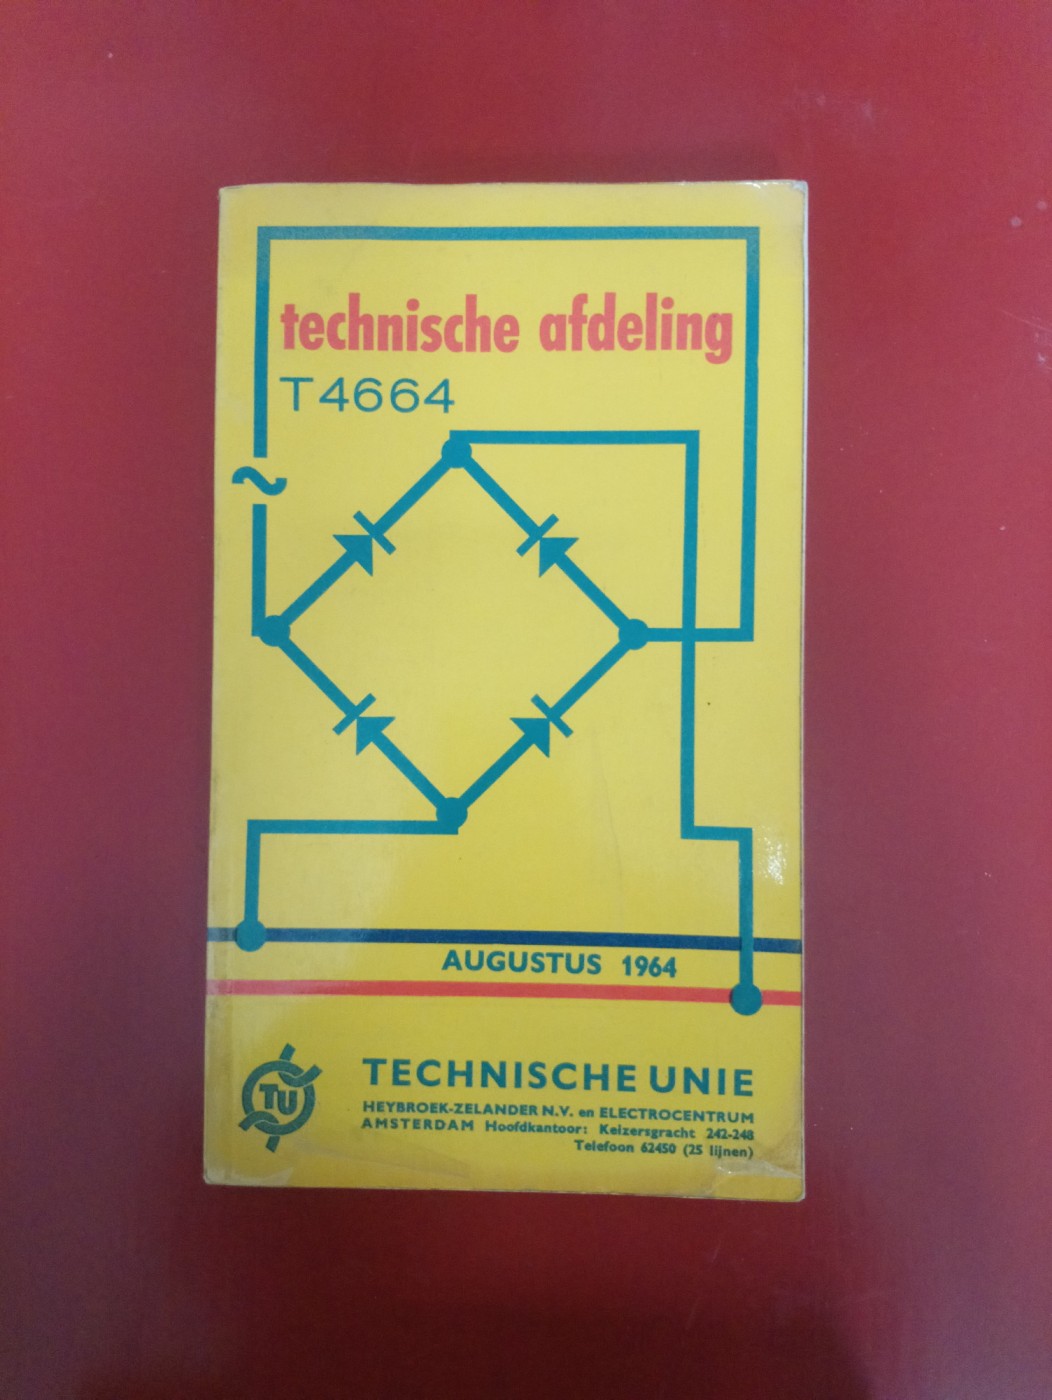 technische afdeling
T4664
~
AUGUSTUS 1964
TU
TECHNISCHE UNIE
HEYBROEK-ZELANDER N.V. en ELECTROCENTRUM
AMSTERDAM Hoofdkantoor: Keizersgracht 242-248
Telefoon 62450 (25 lijnen)